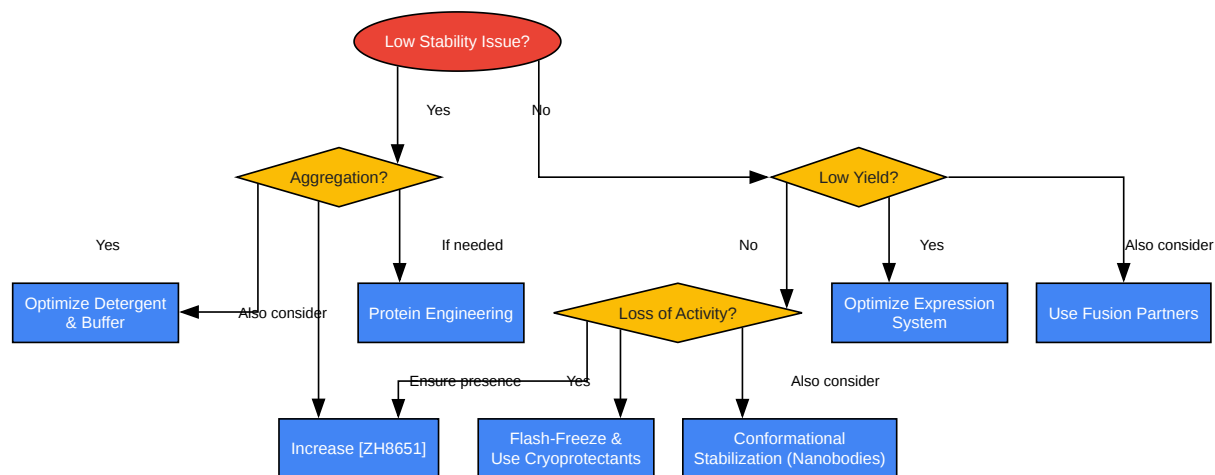 Low Stability Issue?
Yes
No
Aggregation?
Low Yield?
Yes
If needed
No
Yes
Also consider
Optimize Detergent
& Buffer
Also consider
Protein Engineering
Loss of Activity?
Optimize Expression
System
Use Fusion Partners
Ensure presence
Yes
Also consider
Increase [ZH8651]
Flash-Freeze &
Use Cryoprotectants
Conformational
Stabilization (Nanobodies)